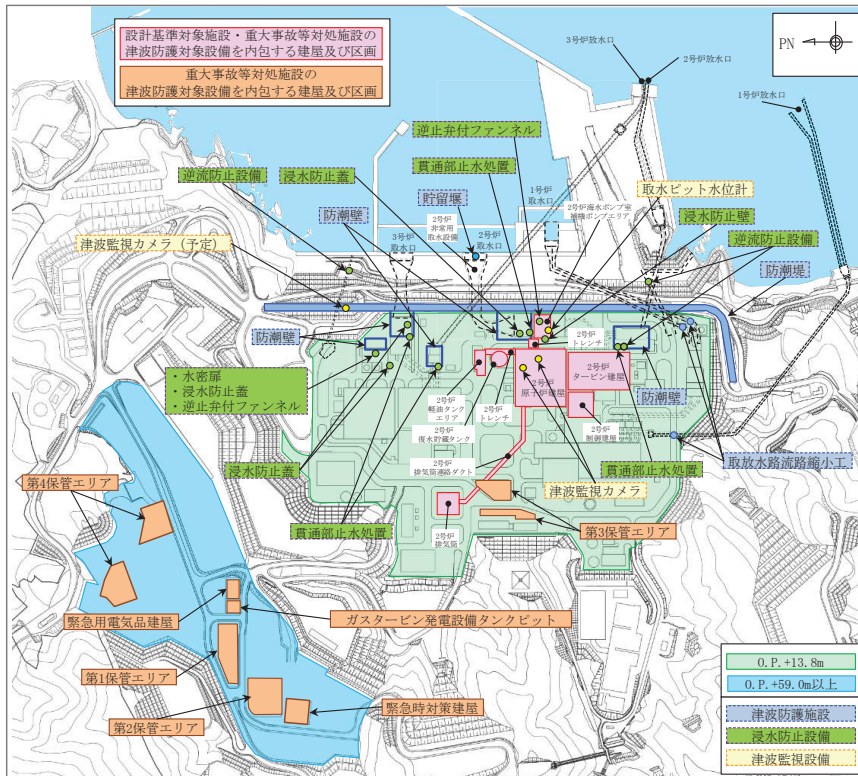 設計基準対象施設・重大事故等対処施設の
津波防護対象設備を内包する建屋及び区画
重大事故等対処施設の
津波防護対象設備を内包する建屋及び区画
PN
3号炉放水口
2号炉放水口
1号炉放水口
逆止弁付ファンネル
貫通部止水処置
逆流防止設備
浸水防止蓋
防潮壁
貯留堰
1号炉
取水口
2号炉海水ポンプ室
補機ポンプエリア
取水ピット水位計
浸水防止壁
逆流防止設備
防潮堤
津波監視カメラ（予定）
3号炉
取水口
2号炉
非常用
取水設備
2号炉
取水口
防潮壁
・水密扉
・浸水防止蓋
・逆止弁付ファンネル
2号炉
トレンチ
2号炉
原子炉建屋
2号炉
タービン建屋
防潮壁
2号炉
軽油タンク
エリア
2号炉
トレンチ
2号炉
復水貯蔵タンク
2号炉
制御建屋
2号炉
排気筒連絡ダクト
浸水防止蓋
貫通部止水処置
取放水路流路縮小工
津波監視カメラ
貫通部止水処置
2号炉
排気筒
第3保管エリア
第4保管エリア
緊急用電気品建屋
ガスタービン発電設備タンクピット
第1保管エリア
第2保管エリア
緊急時対策建屋
O.P.+13.8m
O.P.+59.0m以上
津波防護施設
浸水防止設備
津波監視設備